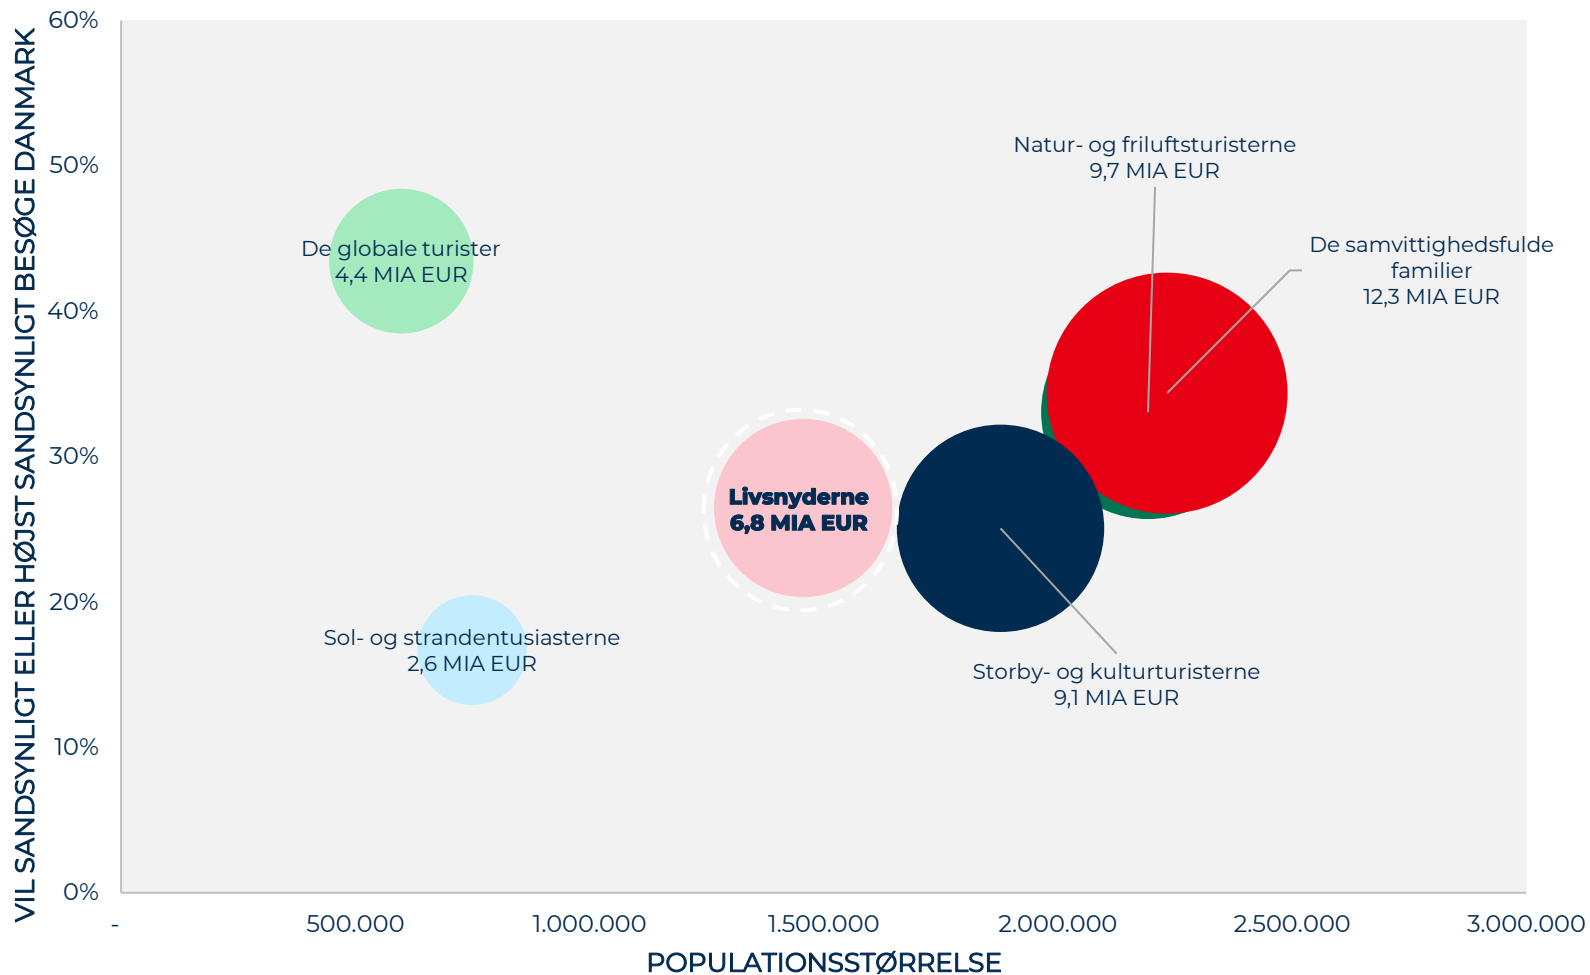 VIL SANDSYNLIGT ELLER HØJST SANDSYNLIGT BESØGE DANMARK
60%
50%
40%
30%
20%
10%
0%
Natur- og friluftsturisterne
9,7 MIA EUR
De samvittighedsfulde
familier
12,3 MIA EUR
De globale turister
4,4 MIA EUR
Livsnyderne
6,8 MIA EUR
Sol- og strandentusiasterne
2,6 MIA EUR
Storby- og kulturturisterne
9,1 MIA EUR
- 500.000 1.000.000 1.500.000 2.000.000 2.500.000 3.000.000
POPULATIONSSTØRRELSE